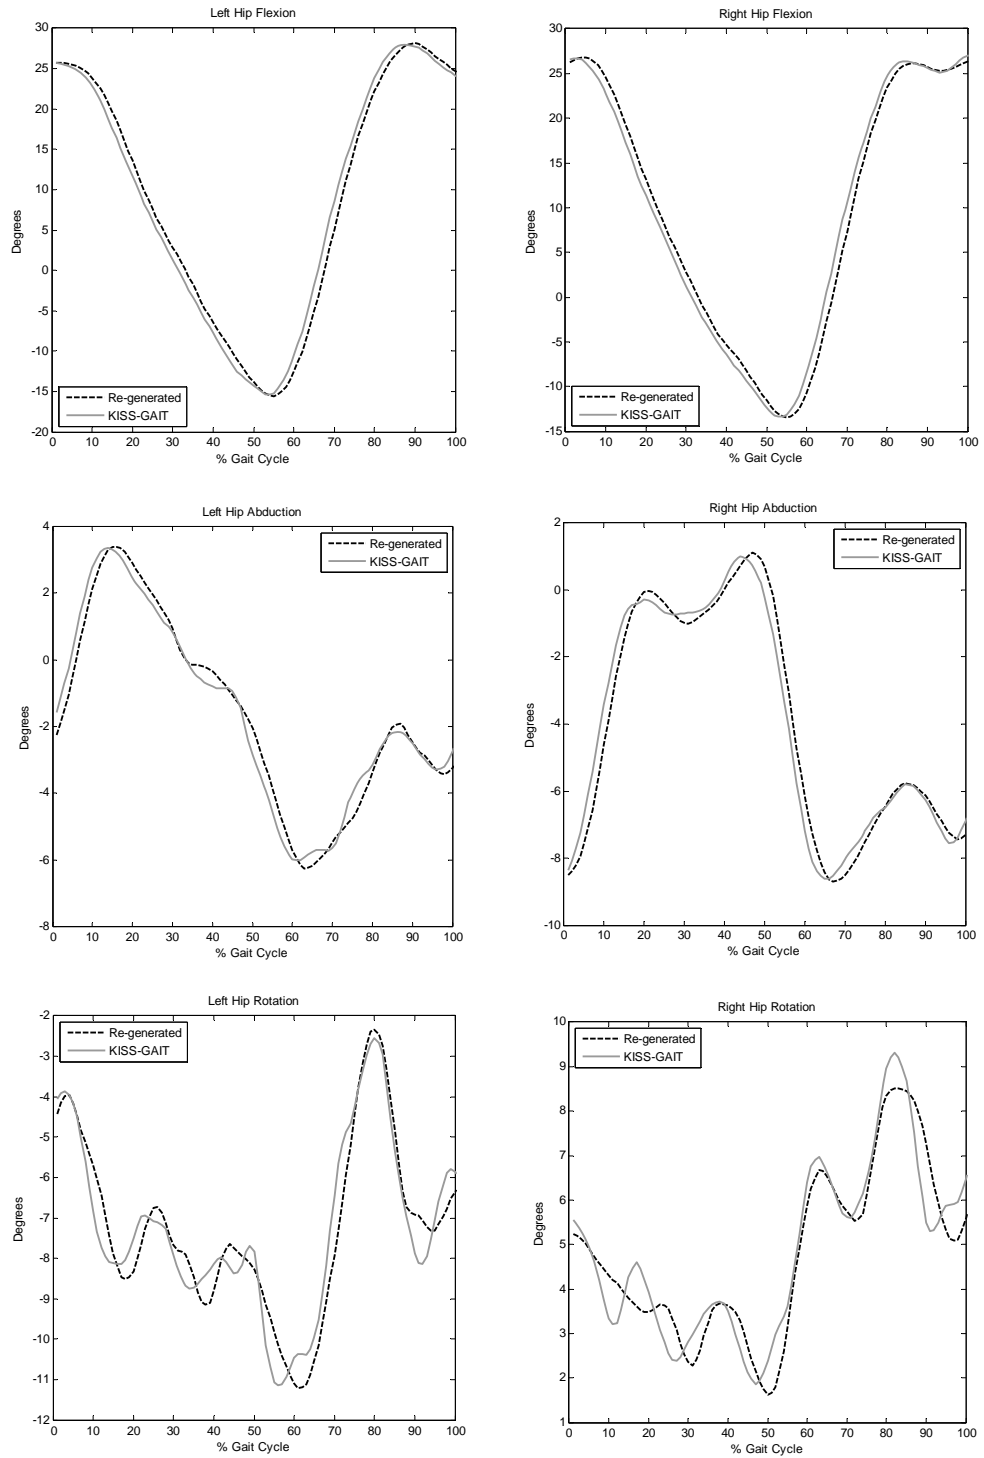 Left Hip Flexion
30
25
20
15
10
5
0
-5
-10
-15
-20
Degrees
Re-generated
KISS-GAIT
0 10 20 30 40 50 60 70 80 90 100
% Gait Cycle
Right Hip Flexion
30
25
20
15
10
5
0
-5
-10
-15
Degrees
Re-generated
KISS-GAIT
0 10 20 30 40 50 60 70 80 90 100
% Gait Cycle
Left Hip Abduction
4
2
0
-2
-4
-6
-8
Degrees
Re-generated
KISS-GAIT
0 10 20 30 40 50 60 70 80 90 100
% Gait Cycle
Right Hip Abduction
2
0
-2
-4
-6
-8
-10
Degrees
Re-generated
KISS-GAIT
0 10 20 30 40 50 60 70 80 90 100
% Gait Cycle
Left Hip Rotation
-2
-3
-4
-5
-6
-7
-8
-9
-10
-11
-12
Degrees
Re-generated
KISS-GAIT
0 10 20 30 40 50 60 70 80 90 100
% Gait Cycle
Right Hip Rotation
10
9
8
7
6
5
4
3
2
1
Degrees
Re-generated
KISS-GAIT
0 10 20 30 40 50 60 70 80 90 100
% Gait Cycle